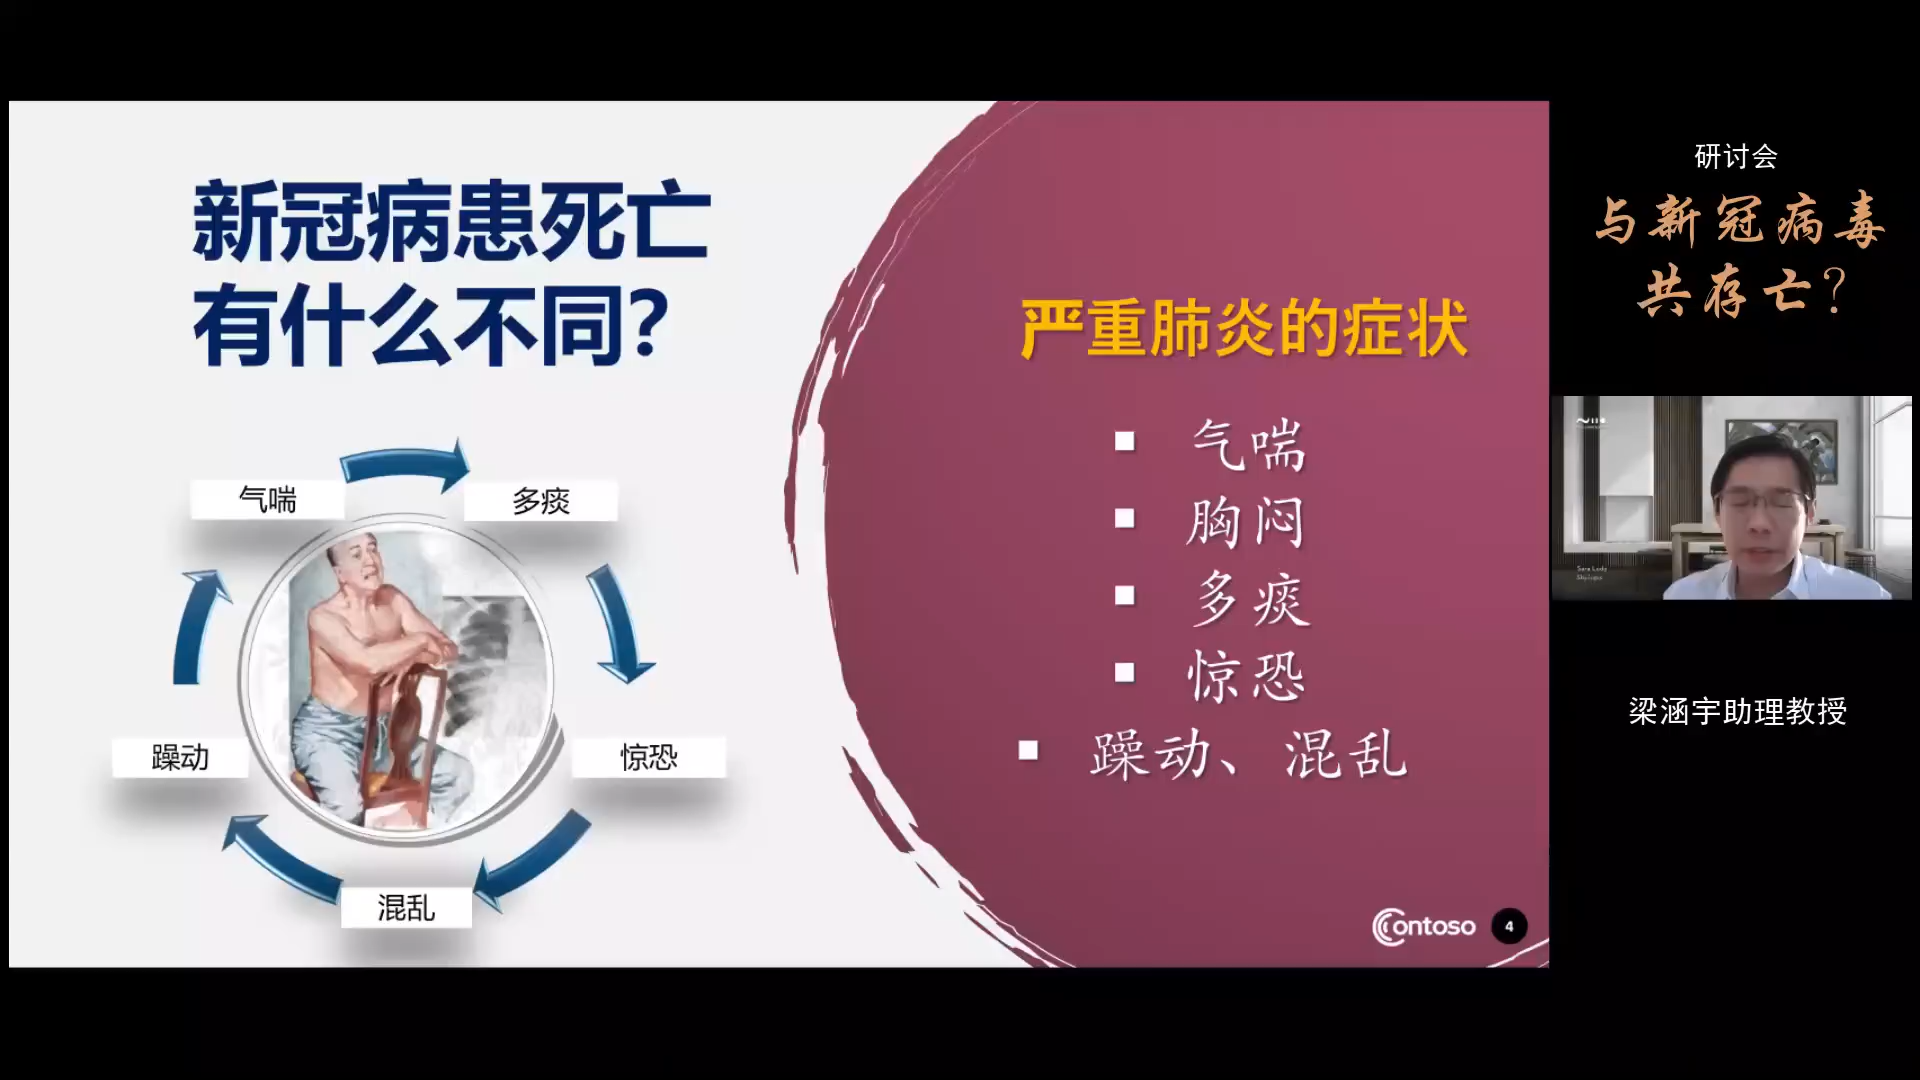 新冠病患死亡
有什么不同？
气喘
多痰
惊恐
混乱
躁动
严重肺炎的症状
▪ 气喘
▪ 胸闷
▪ 多痰
▪ 惊恐
▪ 躁动、混乱
Contoso
4
研讨会
与新冠病毒
共存亡？
梁涵宇助理教授